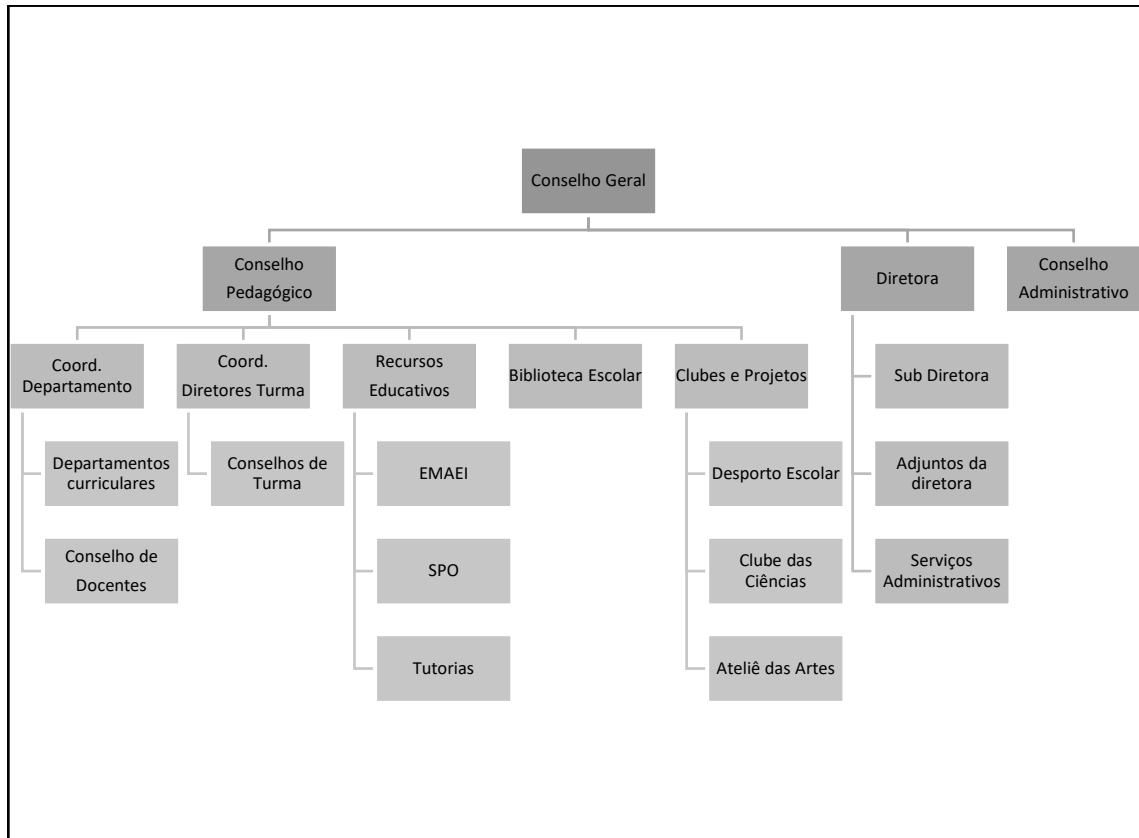 Conselho Geral
Conselho
Pedagógico
Diretora
Conselho
Administrativo
Coord.
Departamento
Coord.
Diretores Turma
Recursos
Educativos
Biblioteca Escolar
Clubes e Projetos
Sub Diretora
Departamentos
curriculares
Conselhos de
Turma
EMAEI
Desporto Escolar
Adjuntos da
diretora
Conselho de
Docentes
SPO
Clube das
Ciências
Serviços
Administrativos
Tutorias
Ateliê das Artes